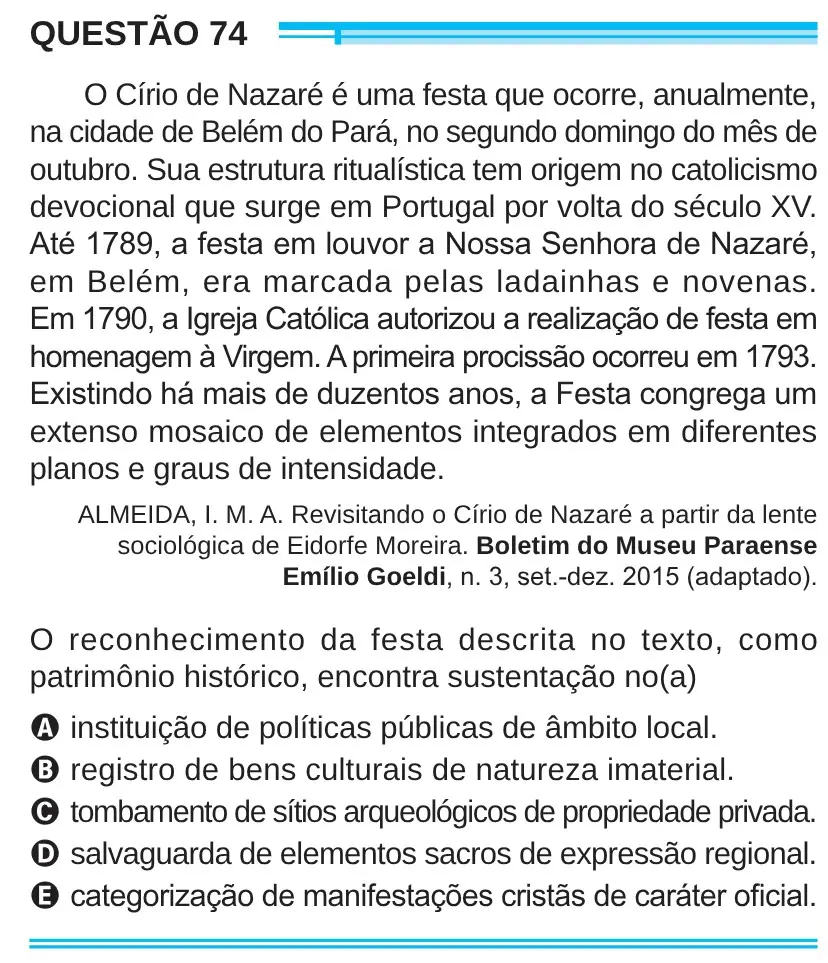 QUESTÃO 74
O Círio de Nazaré é uma festa que ocorre, anualmente,
na cidade de Belém do Pará, no segundo domingo do mês de
outubro. Sua estrutura ritualística tem origem no catolicismo
devocional que surge em Portugal por volta do século XV.
Até 1789, a festa em louvor a Nossa Senhora de Nazaré,
em Belém, era marcada pelas ladainhas e novenas.
Em 1790, a Igreja Católica autorizou a realização de festa em
homenagem à Virgem. A primeira procissão ocorreu em 1793.
Existindo há mais de duzentos anos, a Festa congrega um
extenso mosaico de elementos integrados em diferentes
planos e graus de intensidade.
ALMEIDA, I. M. A. Revisitando o Círio de Nazaré a partir da lente
sociológica de Eidorfe Moreira. Boletim do Museu Paraense
Emílio Goeldi, n. 3, set.-dez. 2015 (adaptado).
O reconhecimento da festa descrita no texto, como
patrimônio histórico, encontra sustentação no(a)
A instituição de políticas públicas de âmbito local.
B registro de bens culturais de natureza imaterial.
C tombamento de sítios arqueológicos de propriedade privada.
D salvaguarda de elementos sacros de expressão regional.
E categorização de manifestações cristãs de caráter oficial.